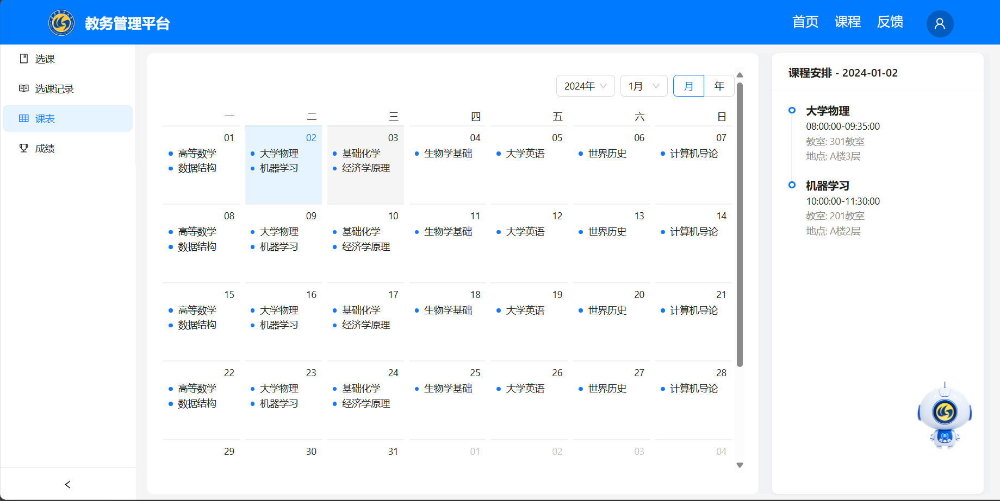 教务管理平台
首页 课程 反馈
选课
选课记录
课表
成绩
2024年 1月 月 年
一 二 三 四 五 六 日
01 02 03 04 05 06 07
高等数学 大学物理 基础化学 生物学基础 大学英语 世界历史 计算机导论
数据结构 机器学习 经济学原理
08 09 10 11 12 13 14
高等数学 大学物理 基础化学 生物学基础 大学英语 世界历史 计算机导论
数据结构 机器学习 经济学原理
15 16 17 18 19 20 21
高等数学 大学物理 基础化学 生物学基础 大学英语 世界历史 计算机导论
数据结构 机器学习 经济学原理
22 23 24 25 26 27 28
高等数学 大学物理 基础化学 生物学基础 大学英语 世界历史 计算机导论
数据结构 机器学习 经济学原理
29 30 31 01 02 03 04
课程安排 - 2024-01-02
大学物理
08:00:00-09:35:00
教室: 301教室
地点: A楼3层
机器学习
10:00:00-11:30:00
教室: 201教室
地点: A楼2层